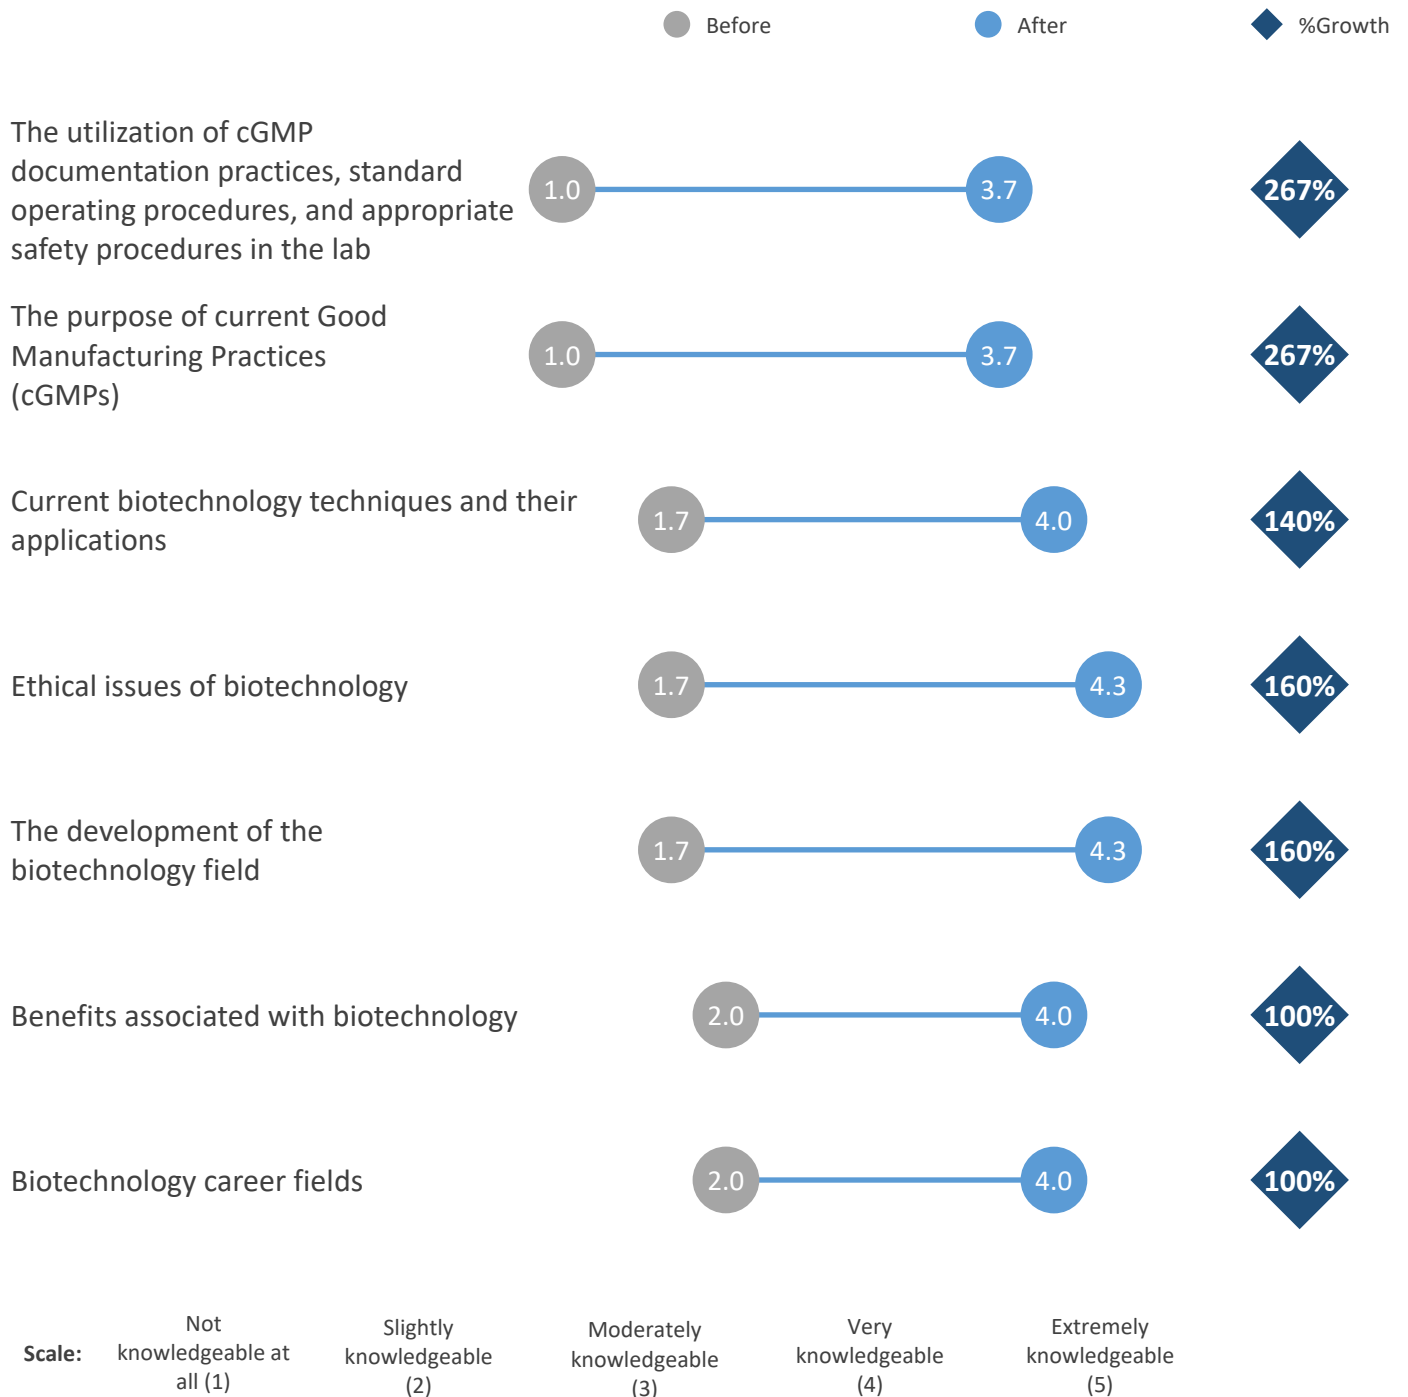 Before After %Growth
The utilization of cGMP
documentation practices, standard
operating procedures, and appropriate
safety procedures in the lab
1.0 3.7 267%
The purpose of current Good
Manufacturing Practices
(cGMPs)
1.0 3.7 267%
Current biotechnology techniques and their
applications
1.7 4.0 140%
Ethical issues of biotechnology
1.7 4.3 160%
The development of the
biotechnology field
1.7 4.3 160%
Benefits associated with biotechnology
2.0 4.0 100%
Biotechnology career fields
2.0 4.0 100%
Scale:
Not
knowledgeable at
all (1)
Slightly
knowledgeable
(2)
Moderately
knowledgeable
(3)
Very
knowledgeable
(4)
Extremely
knowledgeable
(5)